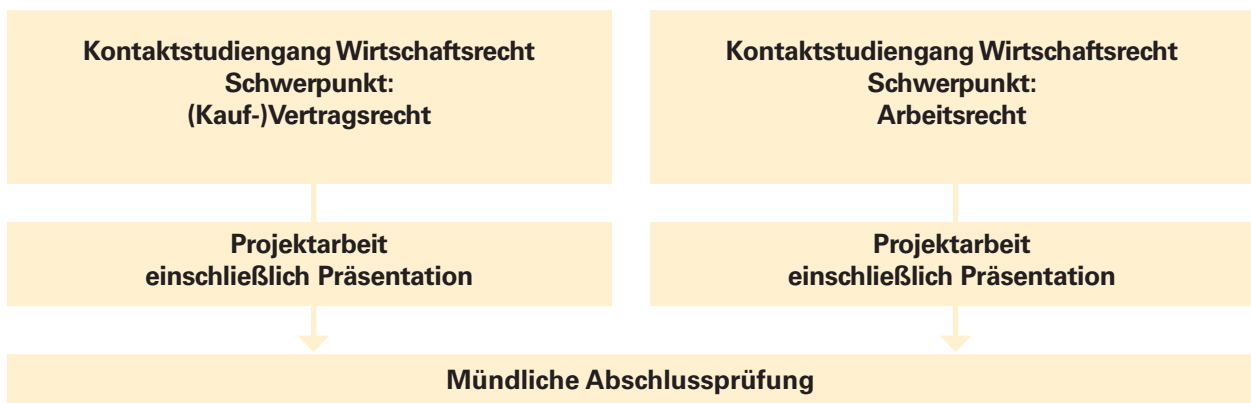 Kontaktstudiengang Wirtschaftsrecht
Schwerpunkt:
(Kauf-)Vertragsrecht
Kontaktstudiengang Wirtschaftsrecht
Schwerpunkt:
Arbeitsrecht
Projektarbeit
einschließlich Präsentation
Projektarbeit
einschließlich Präsentation
Mündliche Abschlussprüfung